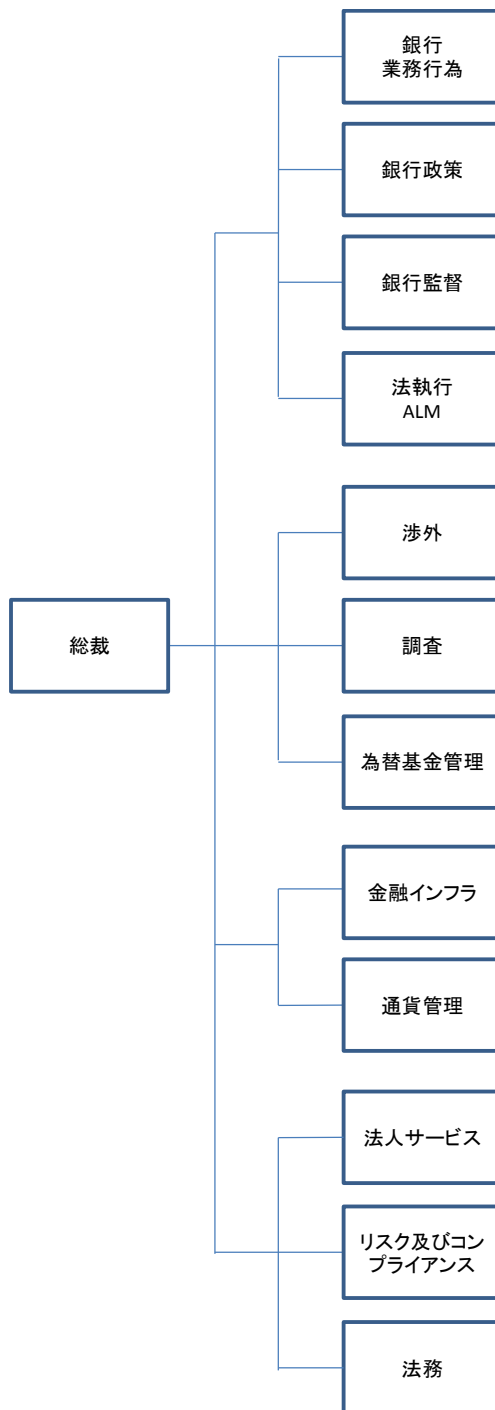 銀行
業務行為
銀行政策
銀行監督
法執行
ALM
渉外
総裁
調査
為替基金管理
金融インフラ
通貨管理
法人サービス
リスク及びコン
プライアンス
法務